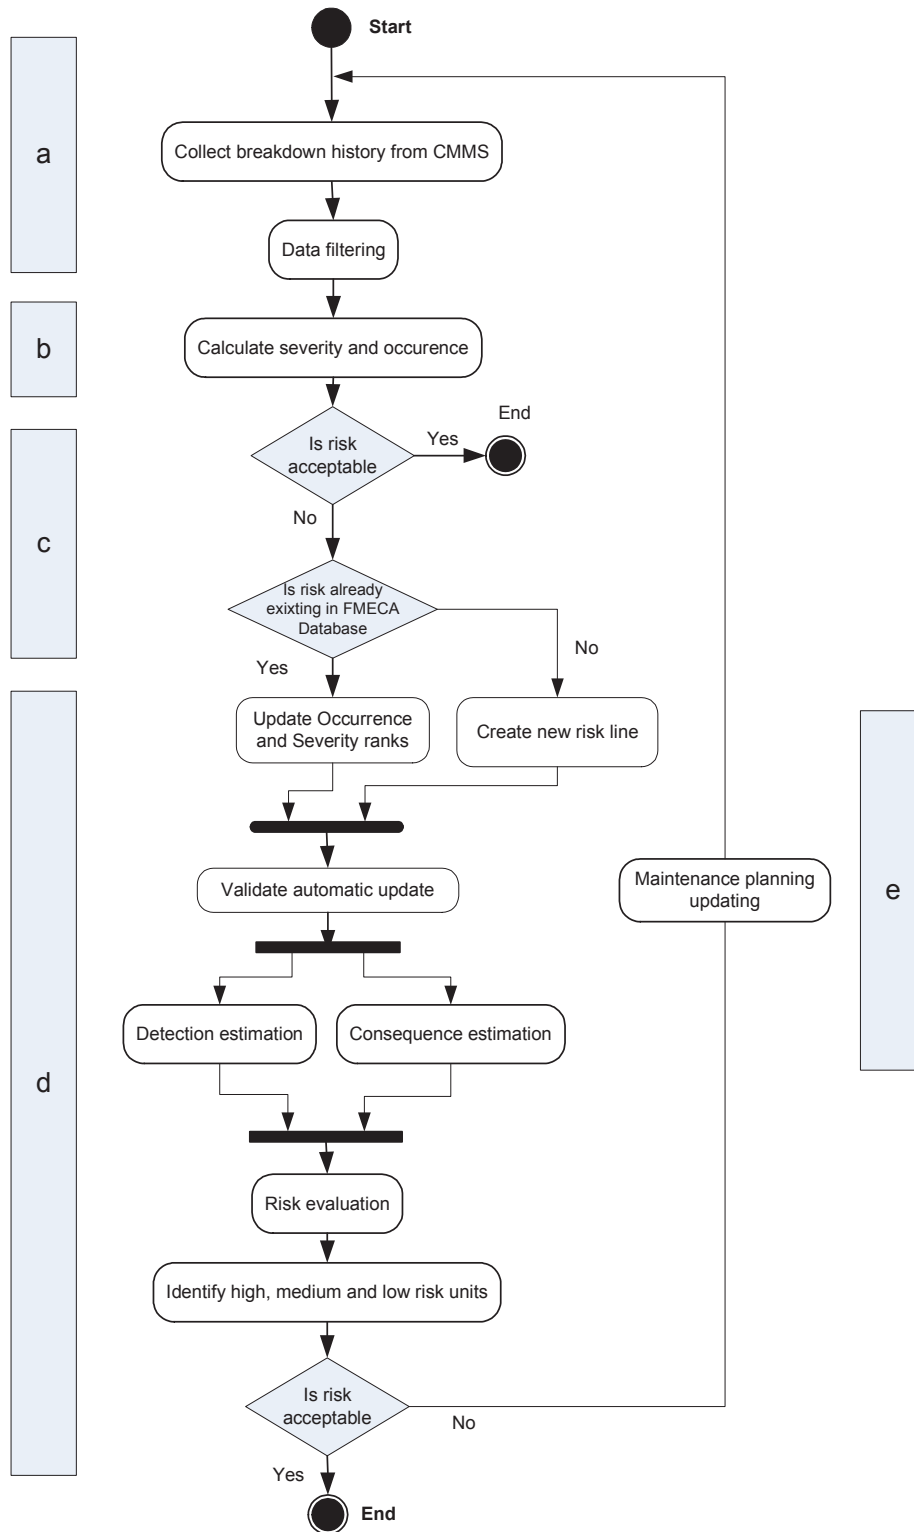 Start
a
Collect breakdown history from CMMS
Data filtering
b
Calculate severity and occurence
End
Is risk
acceptable
Yes
No
c
Is risk already
exixting in FMECA
Database
No
Yes
Update Occurrence
and Severity ranks
Create new risk line
Validate automatic update
Maintenance planning
updating
e
Detection estimation
Consequence estimation
d
Risk evaluation
Identify high, medium and low risk units
Is risk
acceptable
No
Yes
End